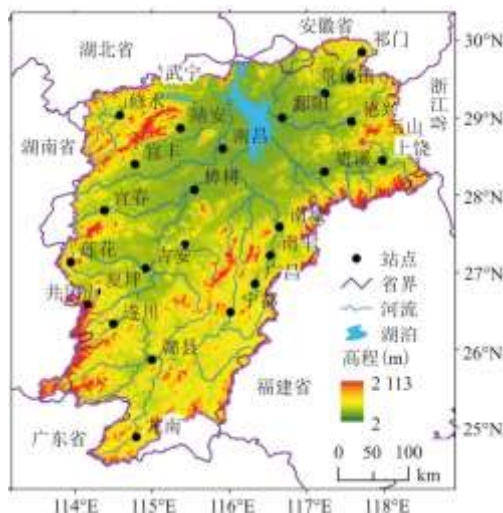 安徽省
湖北省
祁门
30°N
武宁
修水
靖安
鄱阳
德兴
浙江省
29°N
湖南省
宜丰
南昌
玉山
上饶
贵溪
樟树
28°N
宜春
南城
莲花
吉安
南丰
广昌
站点
27°N
井冈山
宁都
省界
遂川
河流
湖泊
赣县
高程(m)
26°N
福建省
2 113
2
广东省
龙南
25°N
0 50 100
km
114°E 115°E 116°E 117°E 118°E